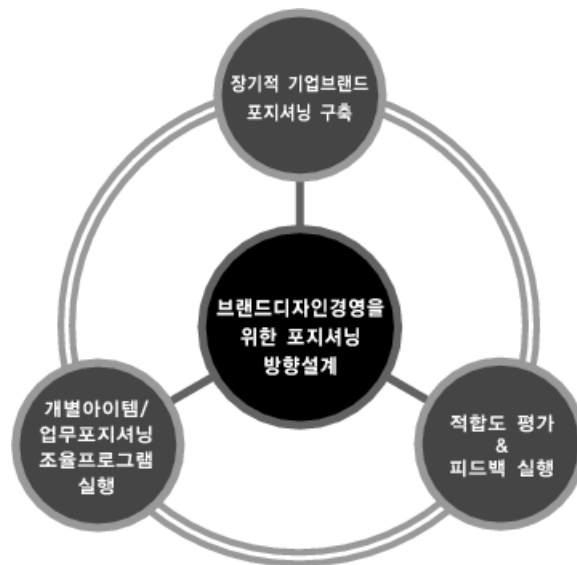 장기적 기업브랜드
포지셔닝 구축
브랜드디자인경영을
위한 포지셔닝
방향설계
개별아이템/
업무포지셔닝
조율프로그램
실행
적합도 평가
&
피드백 실행